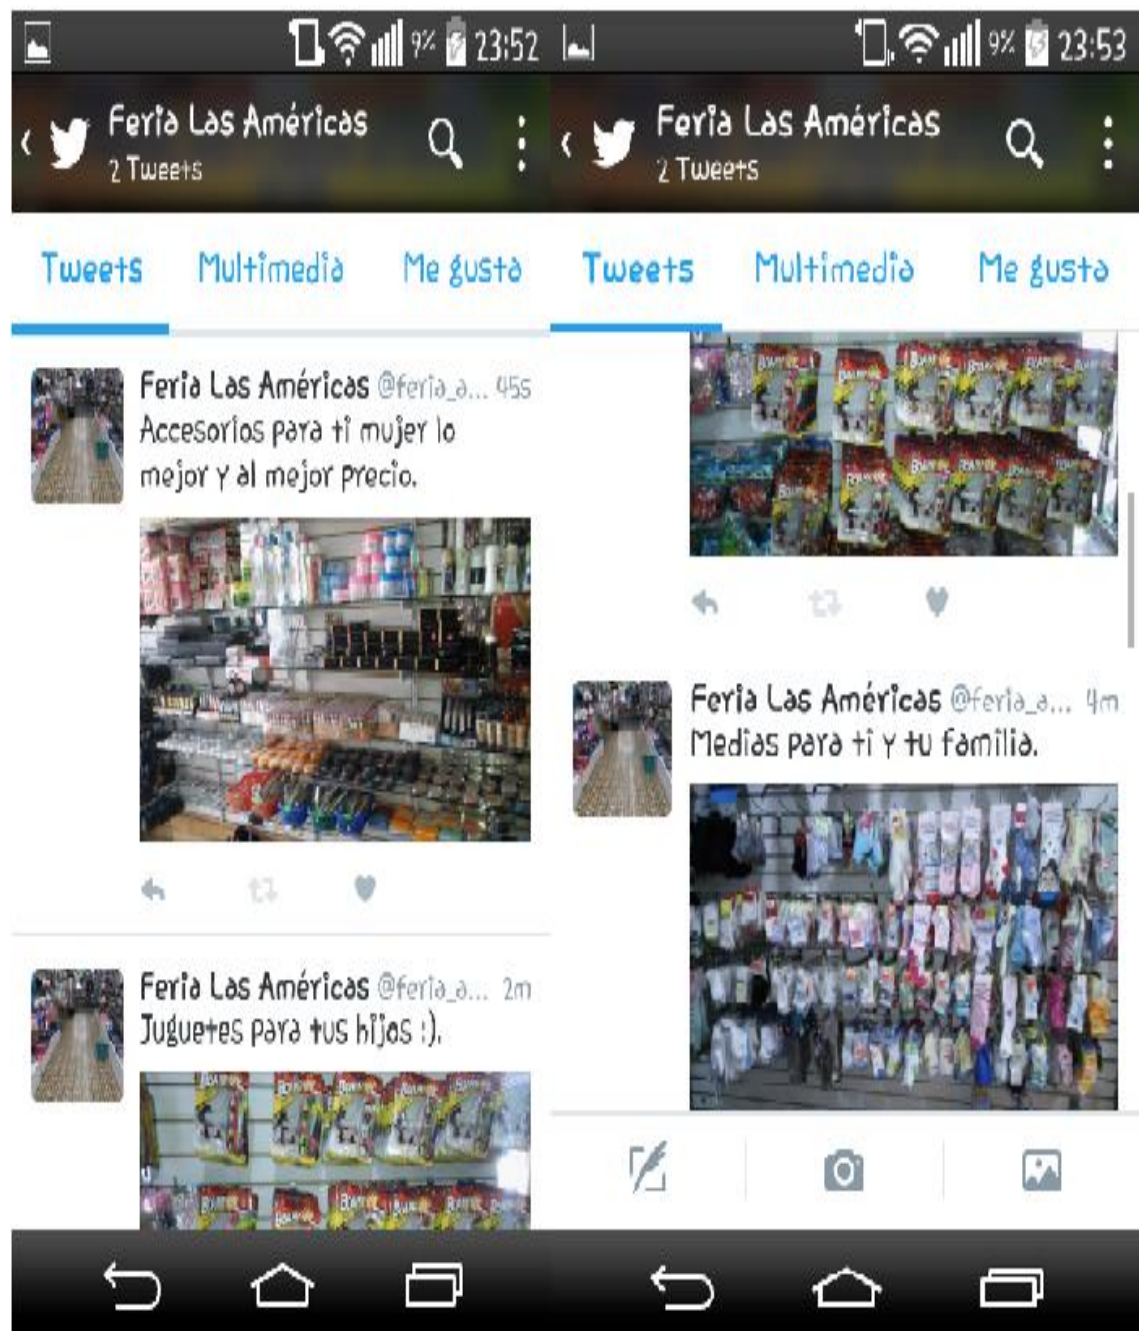 9% 23:52
Feria Las Américas
2 Tweets
Tweets Multimedia Me gusta
Feria Las Américas @feria_a... 45s
Accesorios para ti mujer lo
mejor y al mejor precio.
Feria Las Américas @feria_a... 2m
Juguetes para tus hijos :).
9% 23:53
Feria Las Américas
2 Tweets
Tweets Multimedia Me gusta
Feria Las Américas @feria_a... 4m
Medias para ti y tu familia.